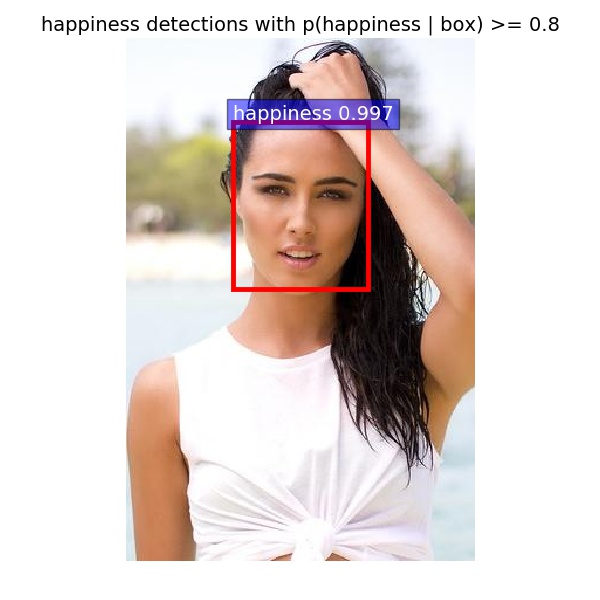 happiness detections with p(happiness | box) >= 0.8
happiness 0.997